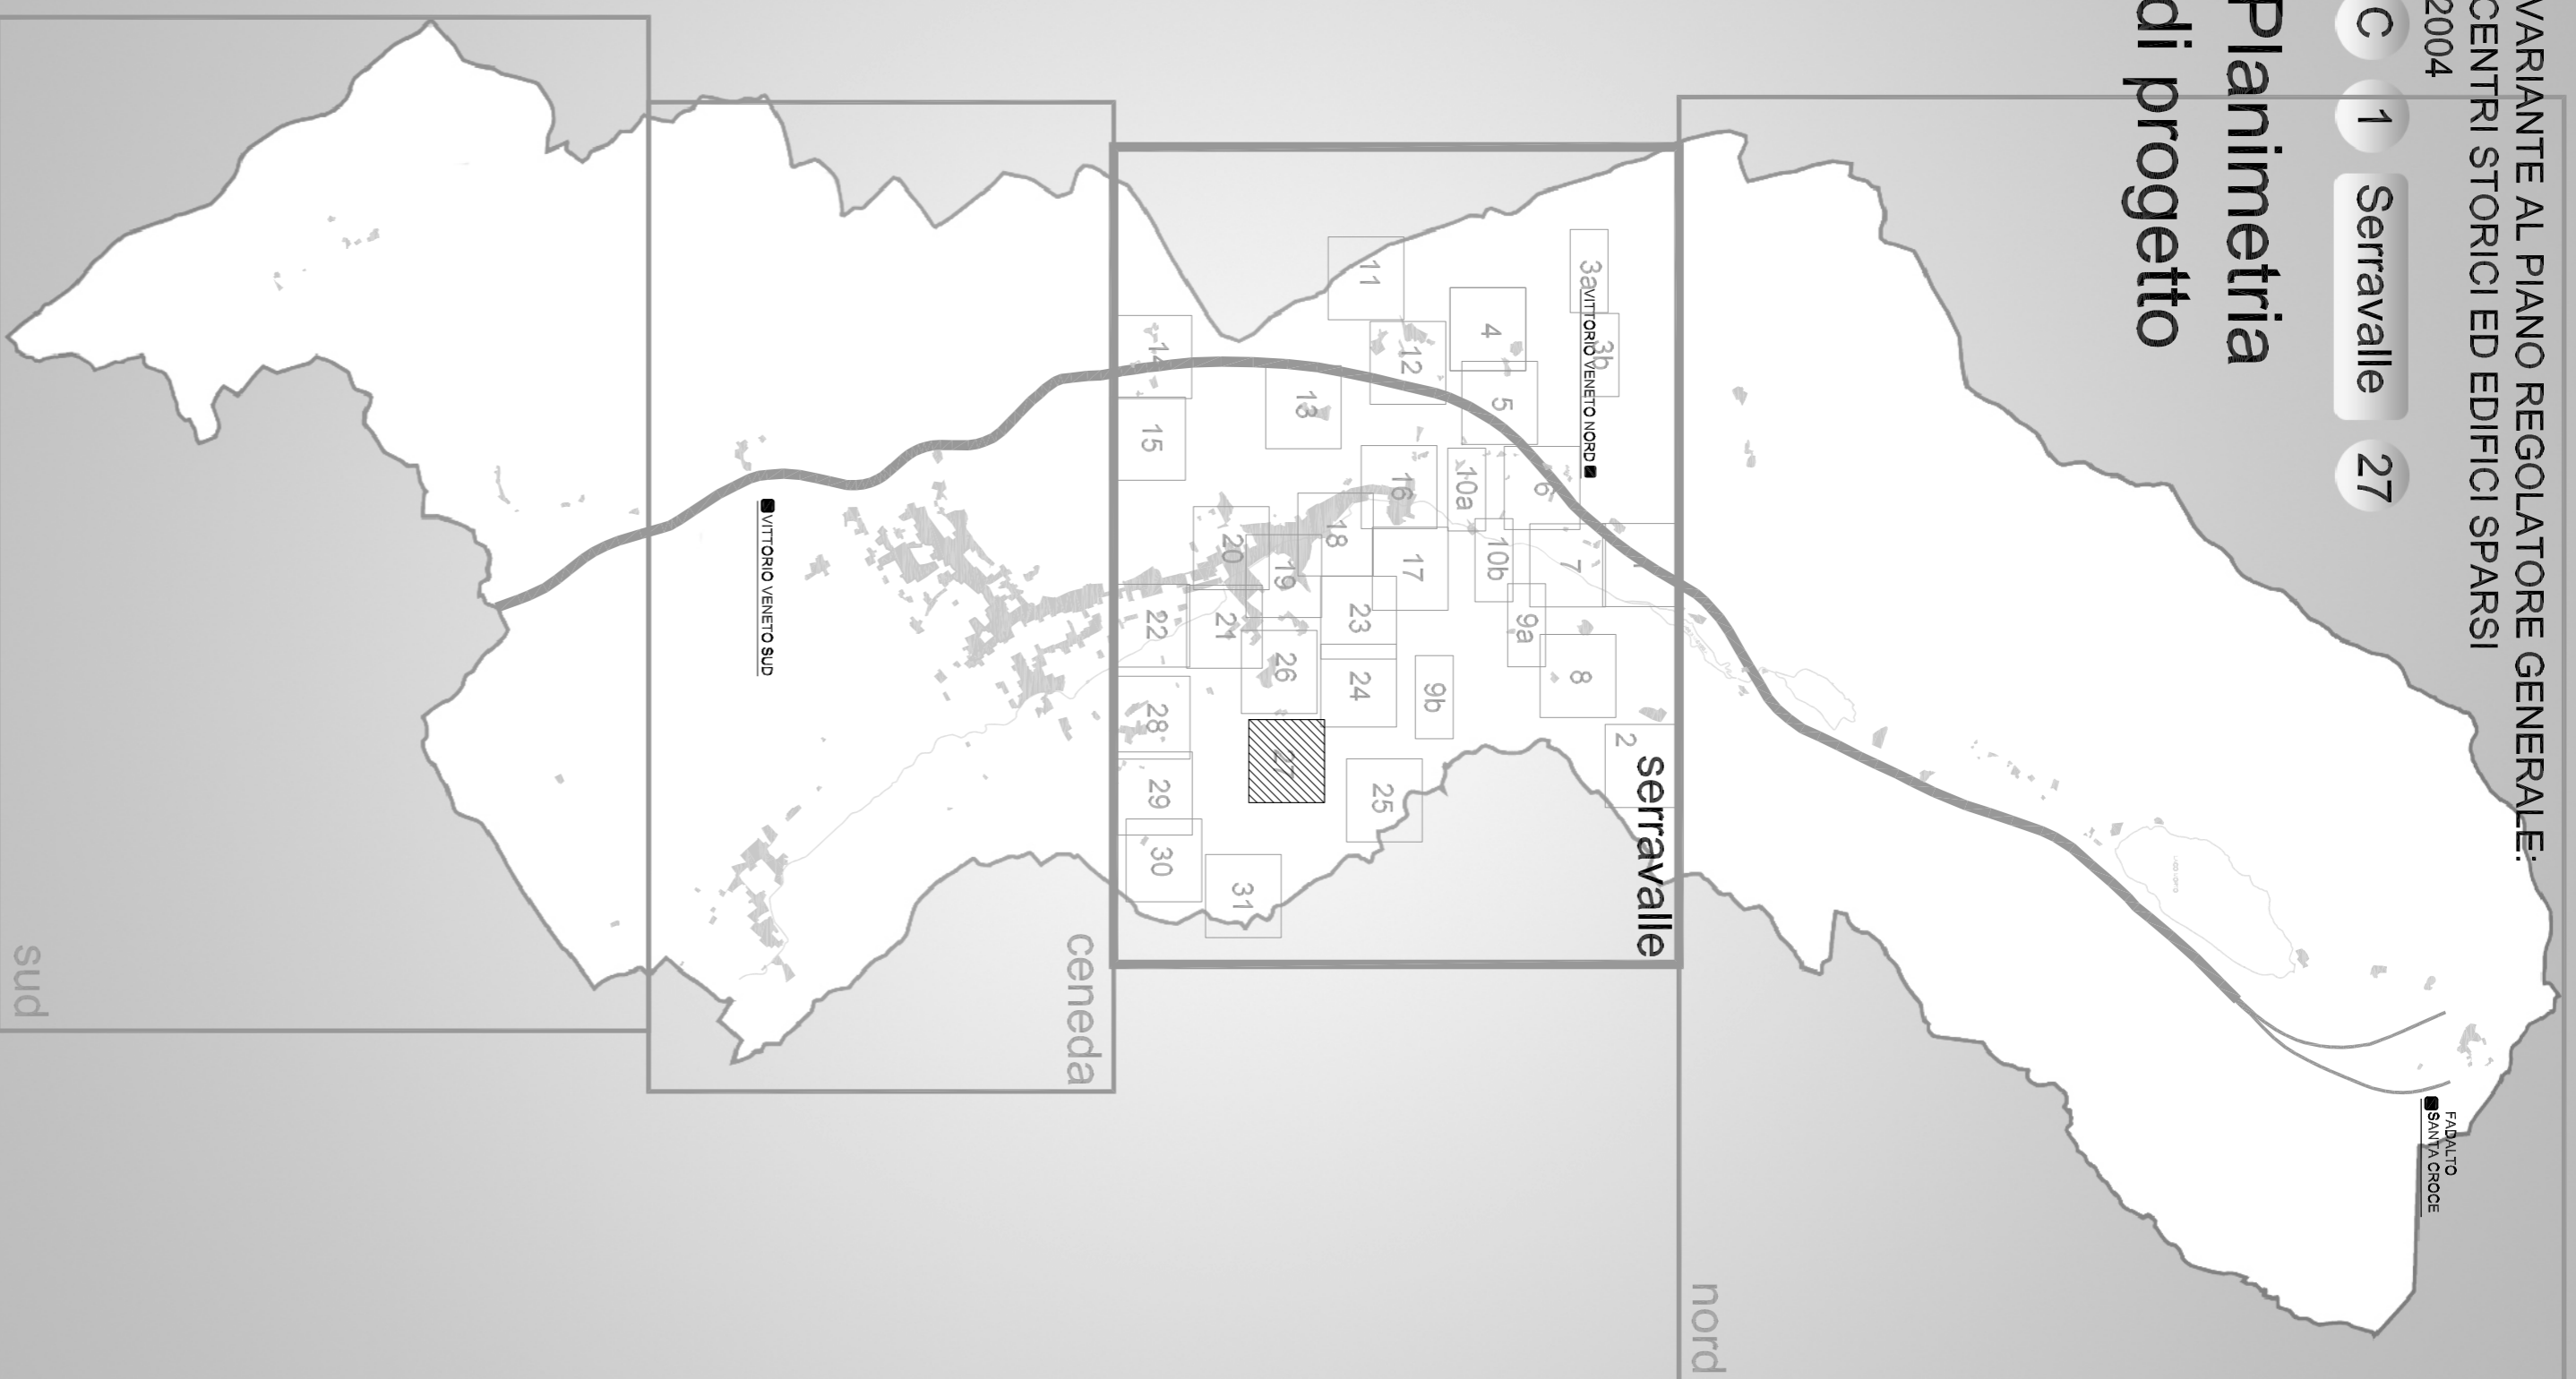 VARIANTE AL PIANO REGOLATORE GENERALE:
CENTRI STORICI ED EDIFICI SPARSI
2004
C 1 Serravalle 27
Planimetria
di progetto
nord
FADALTO
SANTA CROCE
Serravalle
2
3a
3b
VITTORIO VENETO NORD
8
7
6
9a
5
4
10b
10a
9b
17
12
16
11
25
24
23
18
13
27
26
19
31
20
21
30
29
28
22
15
14
ceneda
VITTORIO VENETO SUD
sud